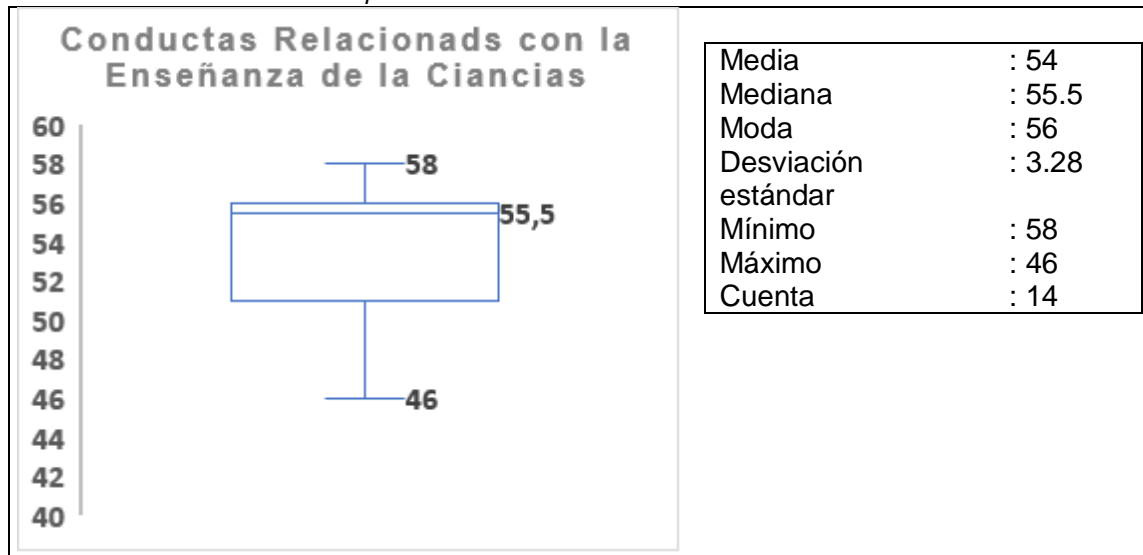 Conductas Relacionads con la
Enseñanza de la Ciancias
60
58
56
54
52
50
48
46
44
42
40
58
55,5
46
Media : 54
Mediana : 55.5
Moda : 56
Desviación : 3.28
estándar
Mínimo : 58
Máximo : 46
Cuenta : 14